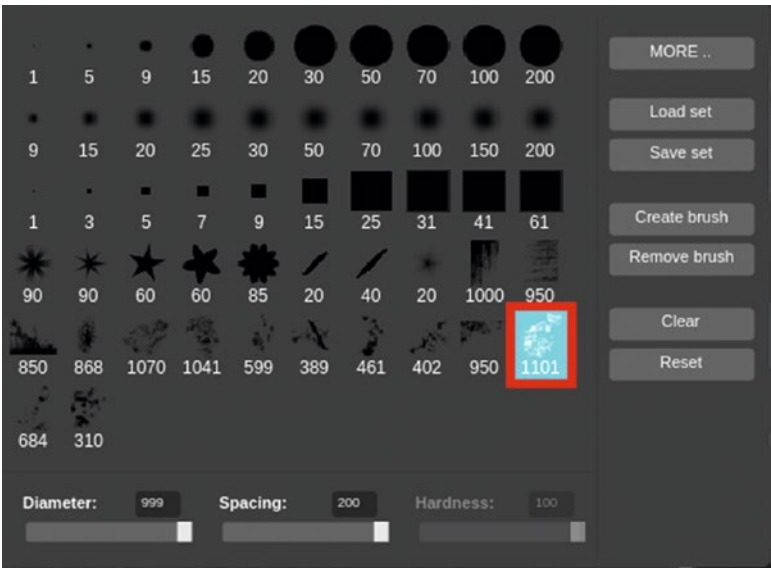 1 5 9 15 20 30 50 70 100 200
MORE ..
9 15 20 25 30 50 70 100 150 200
Load set
Save set
1 3 5 7 9 15 25 31 41 61
Create brush
Remove brush
90 90 60 60 85 20 40 20 1000 950
Clear
850 868 1070 1041 599 389 461 402 950 1101
Reset
684 310
Diameter: 999 Spacing: 200 Hardness: 100